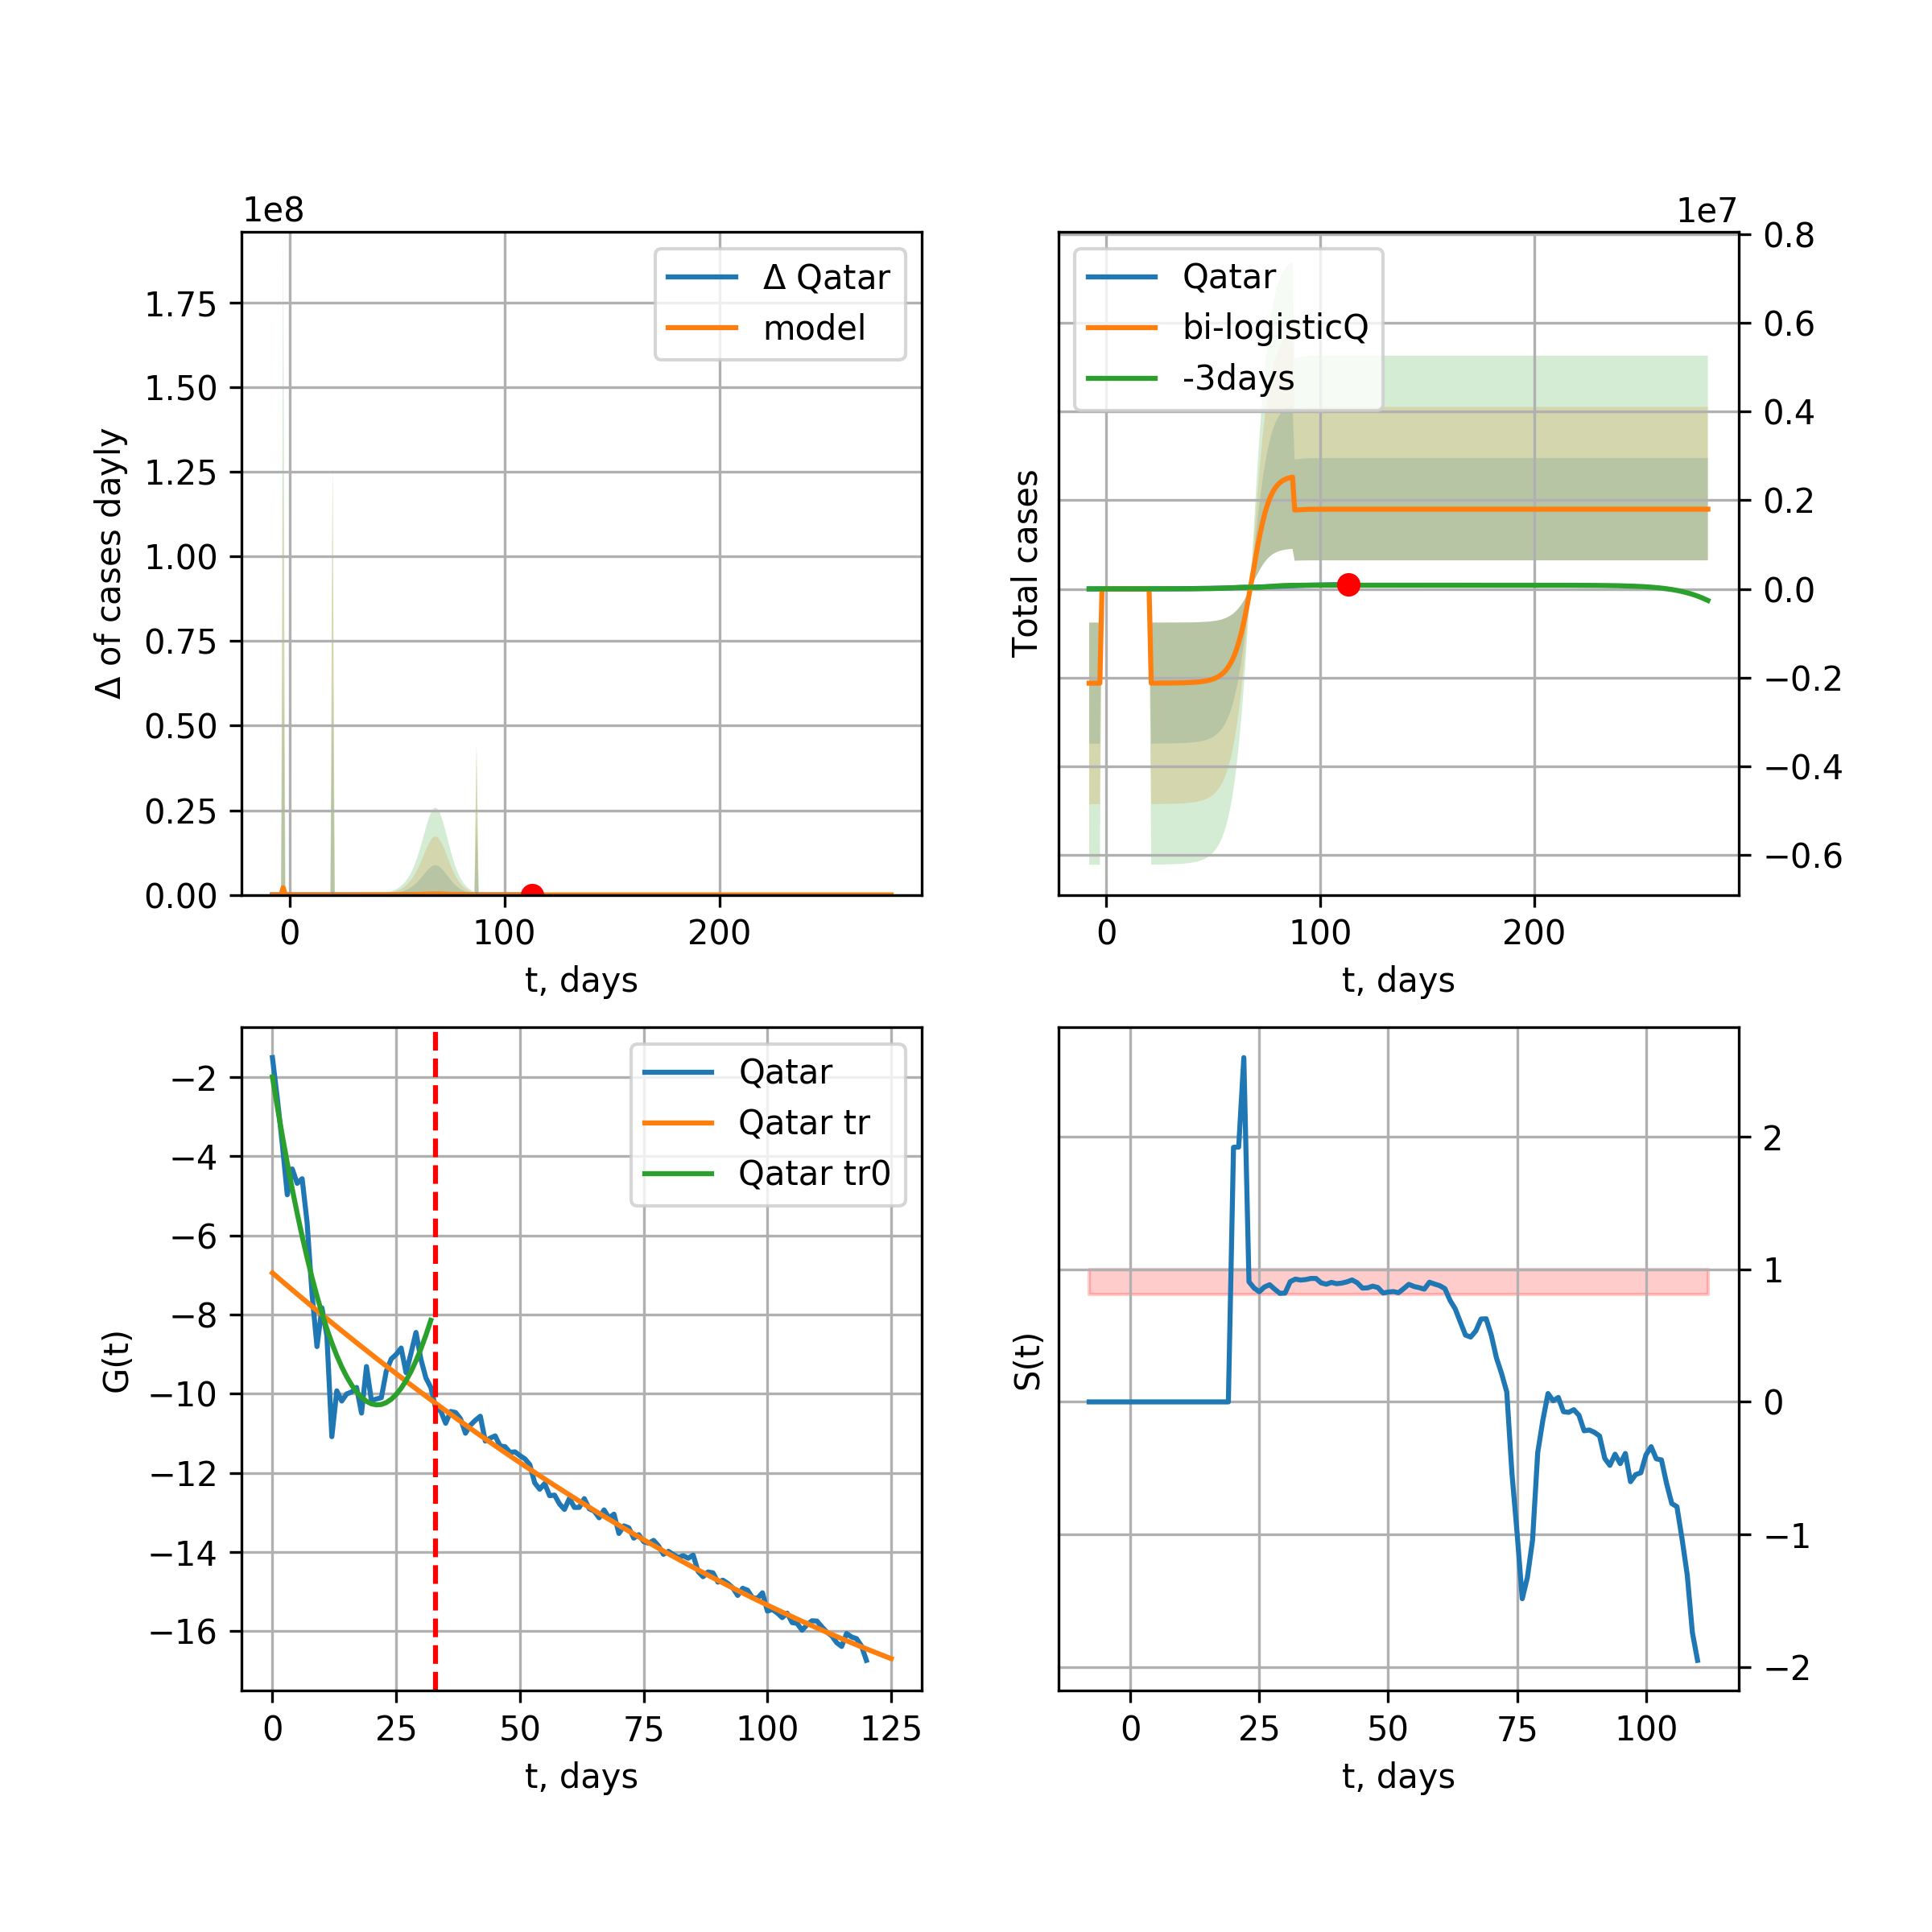 1e8
Δ of cases dayly
1.75
1.50
1.25
1.00
0.75
0.50
0.25
0.00
Δ Qatar
model
0
100
200
t, days
1e7
Total cases
Qatar
bi-logisticQ
-3days
0.8
0.6
0.4
0.2
0.0
−0.2
−0.4
−0.6
0
100
200
t, days
G(t)
−2
−4
−6
−8
−10
−12
−14
−16
Qatar
Qatar tr
Qatar tr0
0
25
50
75
100
125
t, days
S(t)
2
1
0
−1
−2
0
25
50
75
100
t, days